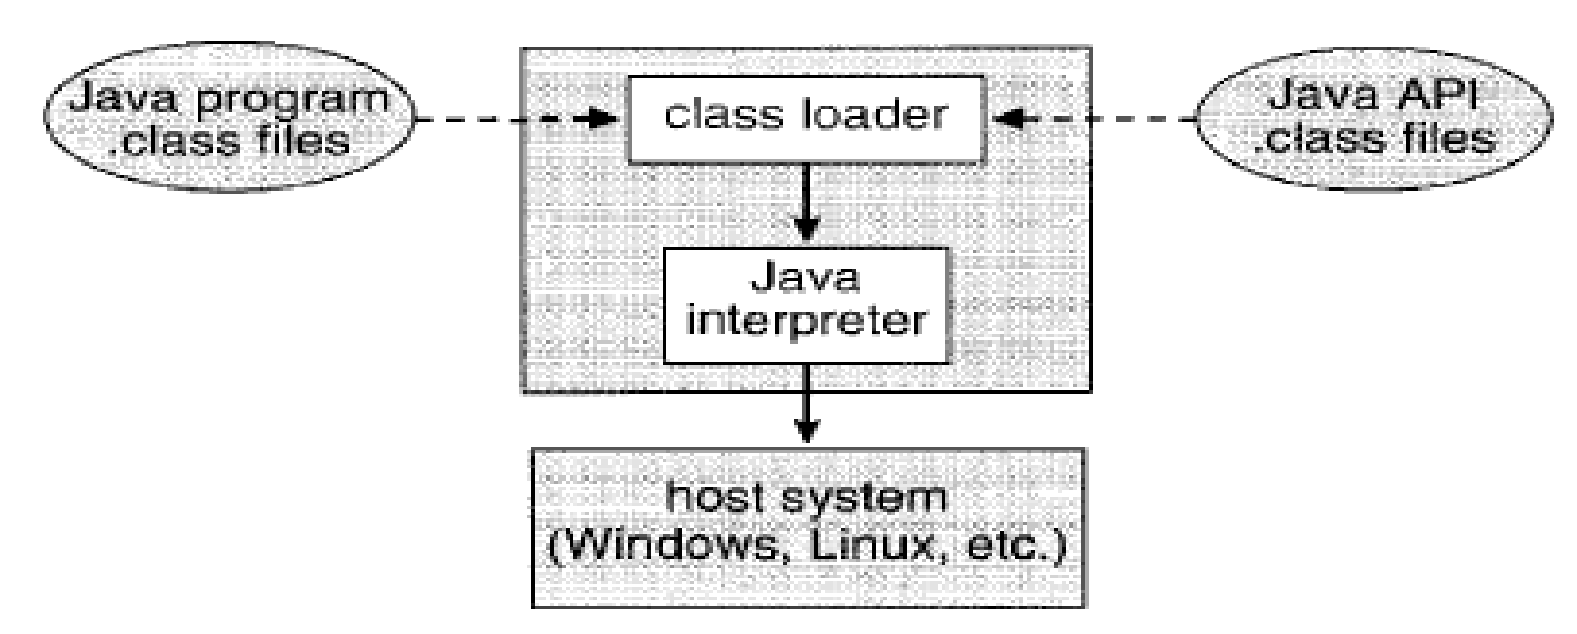 Java program
.class files
class loader
Java API
.class files
Java
interpreter
host system
(Windows, Linux, etc.)